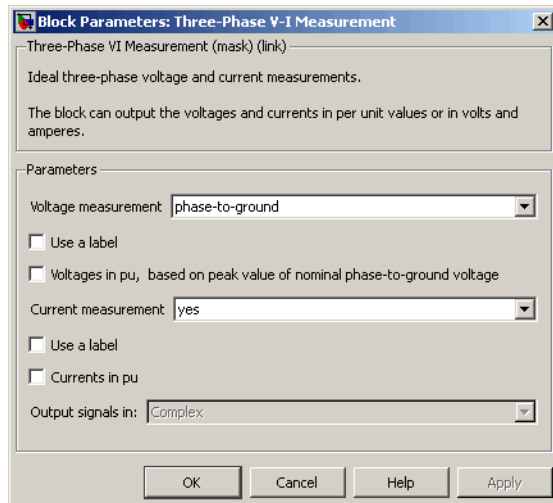 Block Parameters: Three-Phase V-I Measurement
Three-Phase VI Measurement (mask) (link)
Ideal three-phase voltage and current measurements.
The block can output the voltages and currents in per unit values or in volts and
amperes.
Parameters
Voltage measurement phase-to-ground
Use a label
Voltages in pu, based on peak value of nominal phase-to-ground voltage
Current measurement yes
Use a label
Currents in pu
Output signals in: Complex
OK Cancel Help Apply